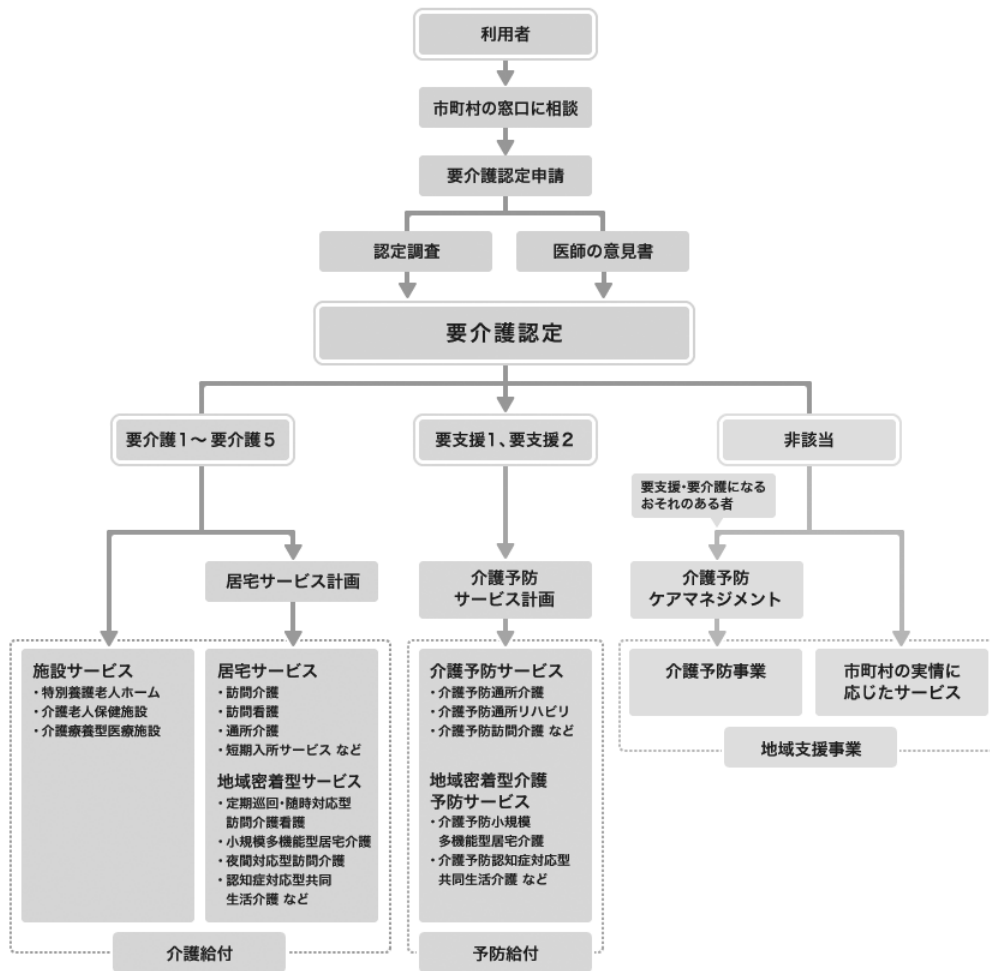 利用者
市町村の窓口に相談
要介護認定申請
認定調査
医師の意見書
要介護認定
要介護1～要介護5
要支援1、要支援2
非該当
要支援・要介護になる
おそれのある者
居宅サービス計画
介護予防
サービス計画
介護予防
ケアマネジメント
施設サービス
・特別養護老人ホーム
・介護老人保健施設
・介護療養型医療施設
居宅サービス
・訪問介護
・訪問看護
・通所介護
・短期入所サービス など
地域密着型サービス
・定期巡回・随時対応型
訪問介護看護
・小規模多機能型居宅介護
・夜間対応型訪問介護
・認知症対応型共同
生活介護 など
介護給付
介護予防サービス
・介護予防通所介護
・介護予防通所リハビリ
・介護予防訪問介護 など
地域密着型介護
予防サービス
・介護予防小規模
多機能型居宅介護
・介護予防認知症対応型
共同生活介護 など
予防給付
介護予防事業
市町村の実情に
応じたサービス
地域支援事業